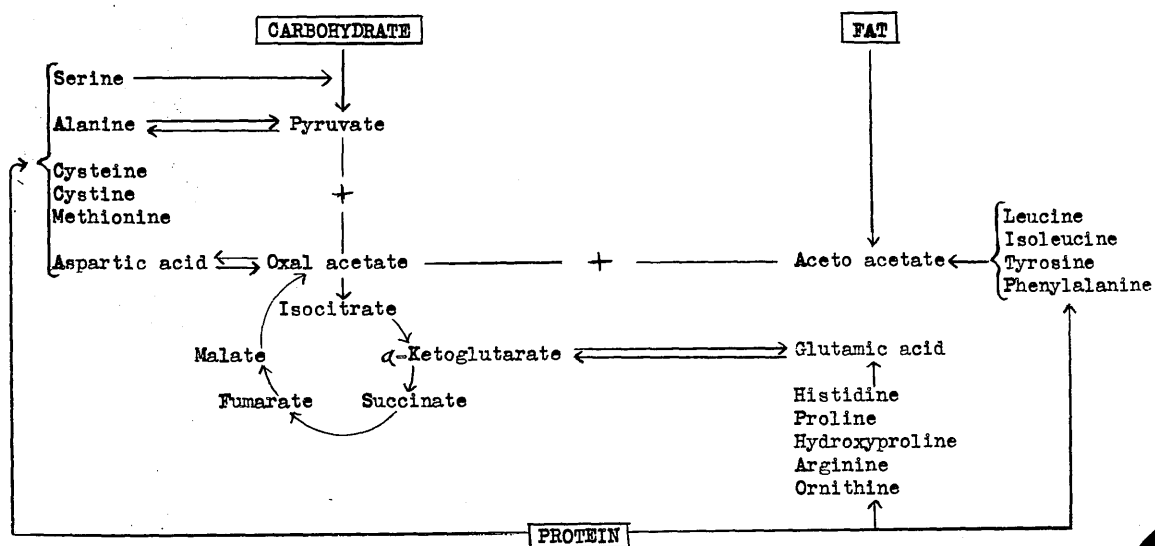 CARBOHYDRATE
FAT
Serine
Alanine
Pyruvate
Cysteine
Cystine
Methionine
+
Aspartic acid
Oxal acetate
+
Aceto acetate
Leucine
Isoleucine
Tyrosine
Phenylalanine
Isocitrate
Malate
α-Ketoglutarate
Glutamic acid
Fumarate
Succinate
Histidine
Proline
Hydroxyproline
Arginine
Ornithine
PROTEIN